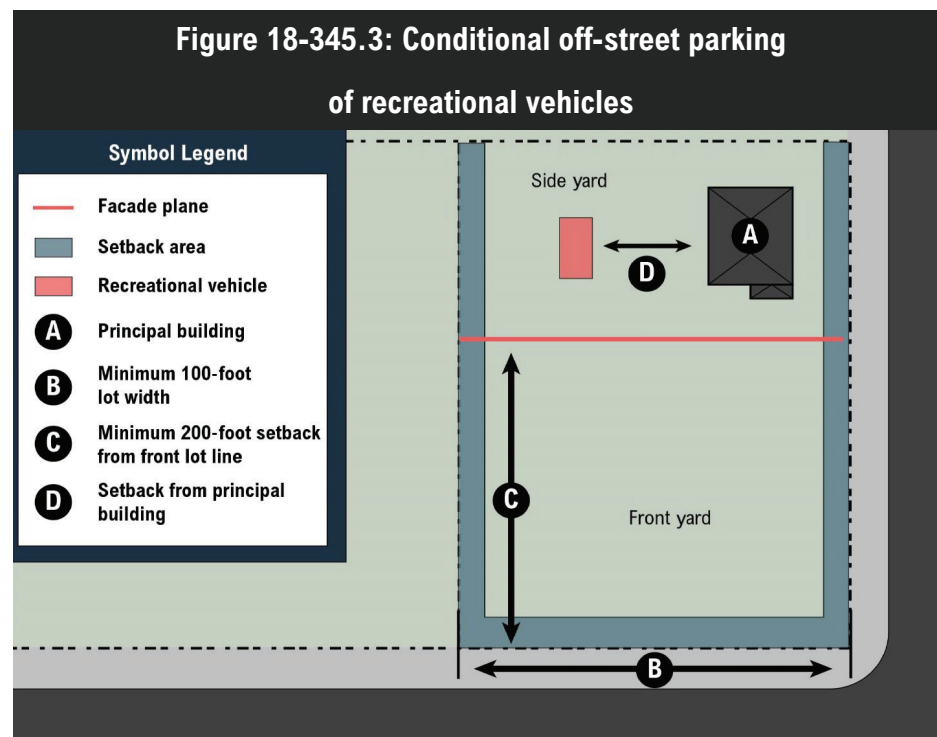 Figure 18-345.3: Conditional off-street parking
of recreational vehicles
Symbol Legend
Facade plane
Setback area
Recreational vehicle
A
Principal building
B
Minimum 100-foot
lot width
C
Minimum 200-foot setback
from front lot line
D
Setback from principal
building
Side yard
A
D
C
Front yard
B